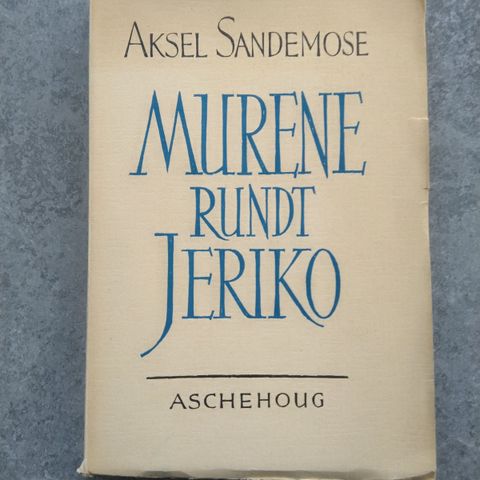 AKSEL SANDEMOSE
MURENE
RUNDT
JERIKO
ASCHEHOUG